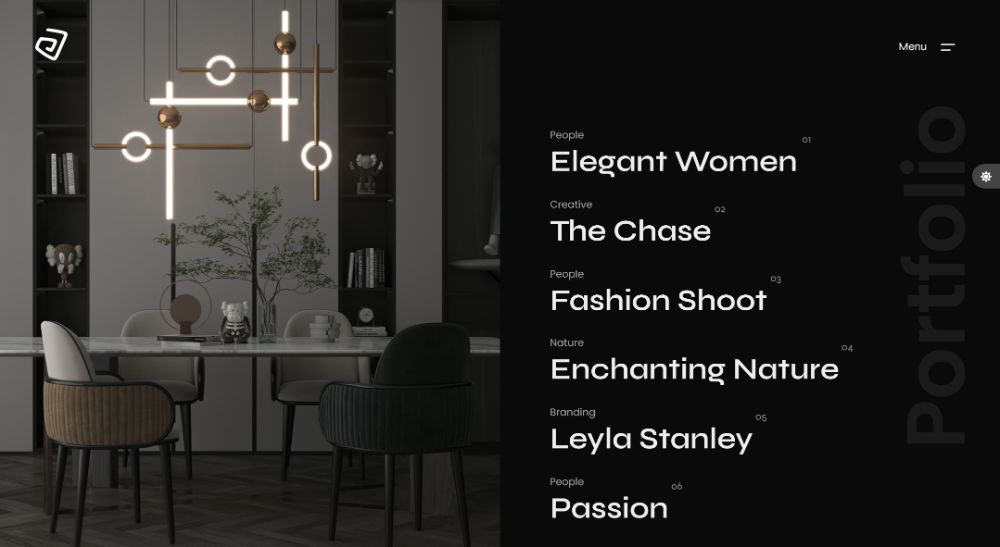 Menu
People
Elegant Women
01
Creative
The Chase
02
People
Fashion Shoot
03
Nature
Enchanting Nature
04
Branding
Leyla Stanley
05
People
Passion
06
Portfolio